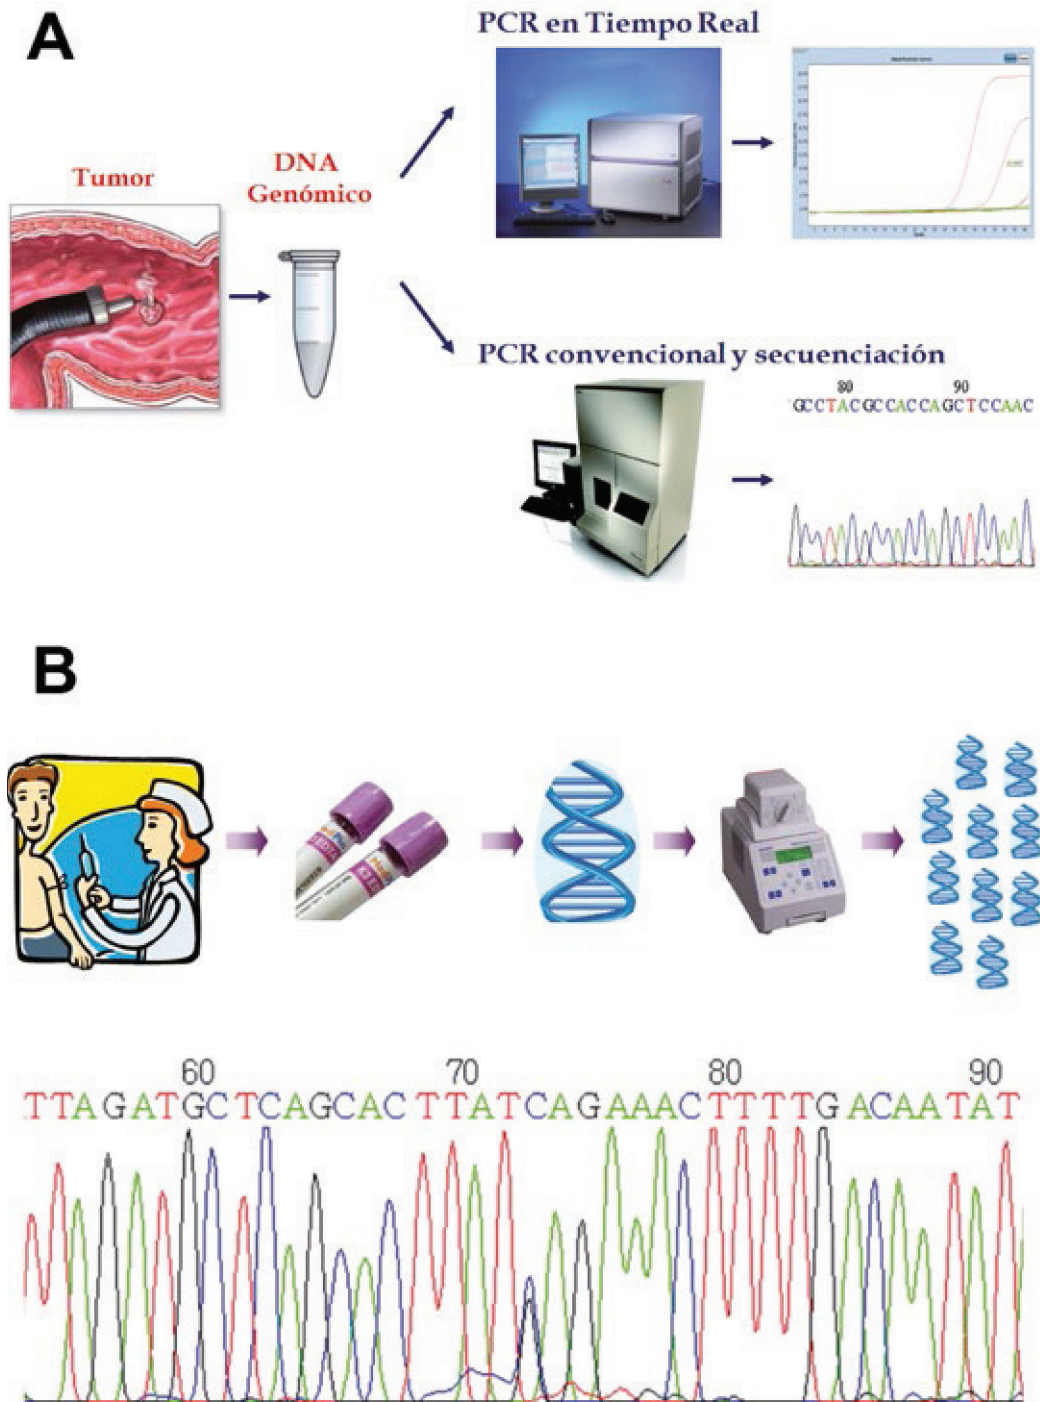 A
PCR en Tiempo Real
Tumor
DNA
Genómico
PCR convencional y secuenciación
80 90
GCCTACGCCACCAGCTCCAAC
B
60 70 80 90
TTAGATGCTCAGCACTTATCAGAAACTTTTGACAATAT